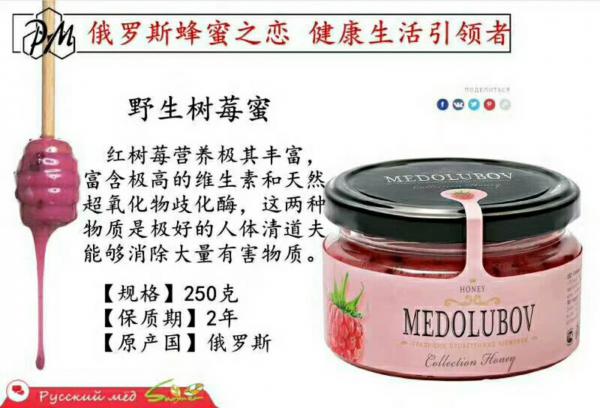 PM
俄罗斯蜂蜜之恋 健康生活引领者
ПОДЕЛИТЬСЯ
野生树莓蜜
红树莓营养极其丰富，
富含极高的维生素和天然
超氧化物歧化酶，这两种
物质是极好的人体清道夫
能够消除大量有害物质。
【规格】250克
【保质期】2年
【原产国】俄罗斯
MEDOLUBOV
Collection Honey
HONEY
MEDOLUBOV
Collection Honey
Русский мёд